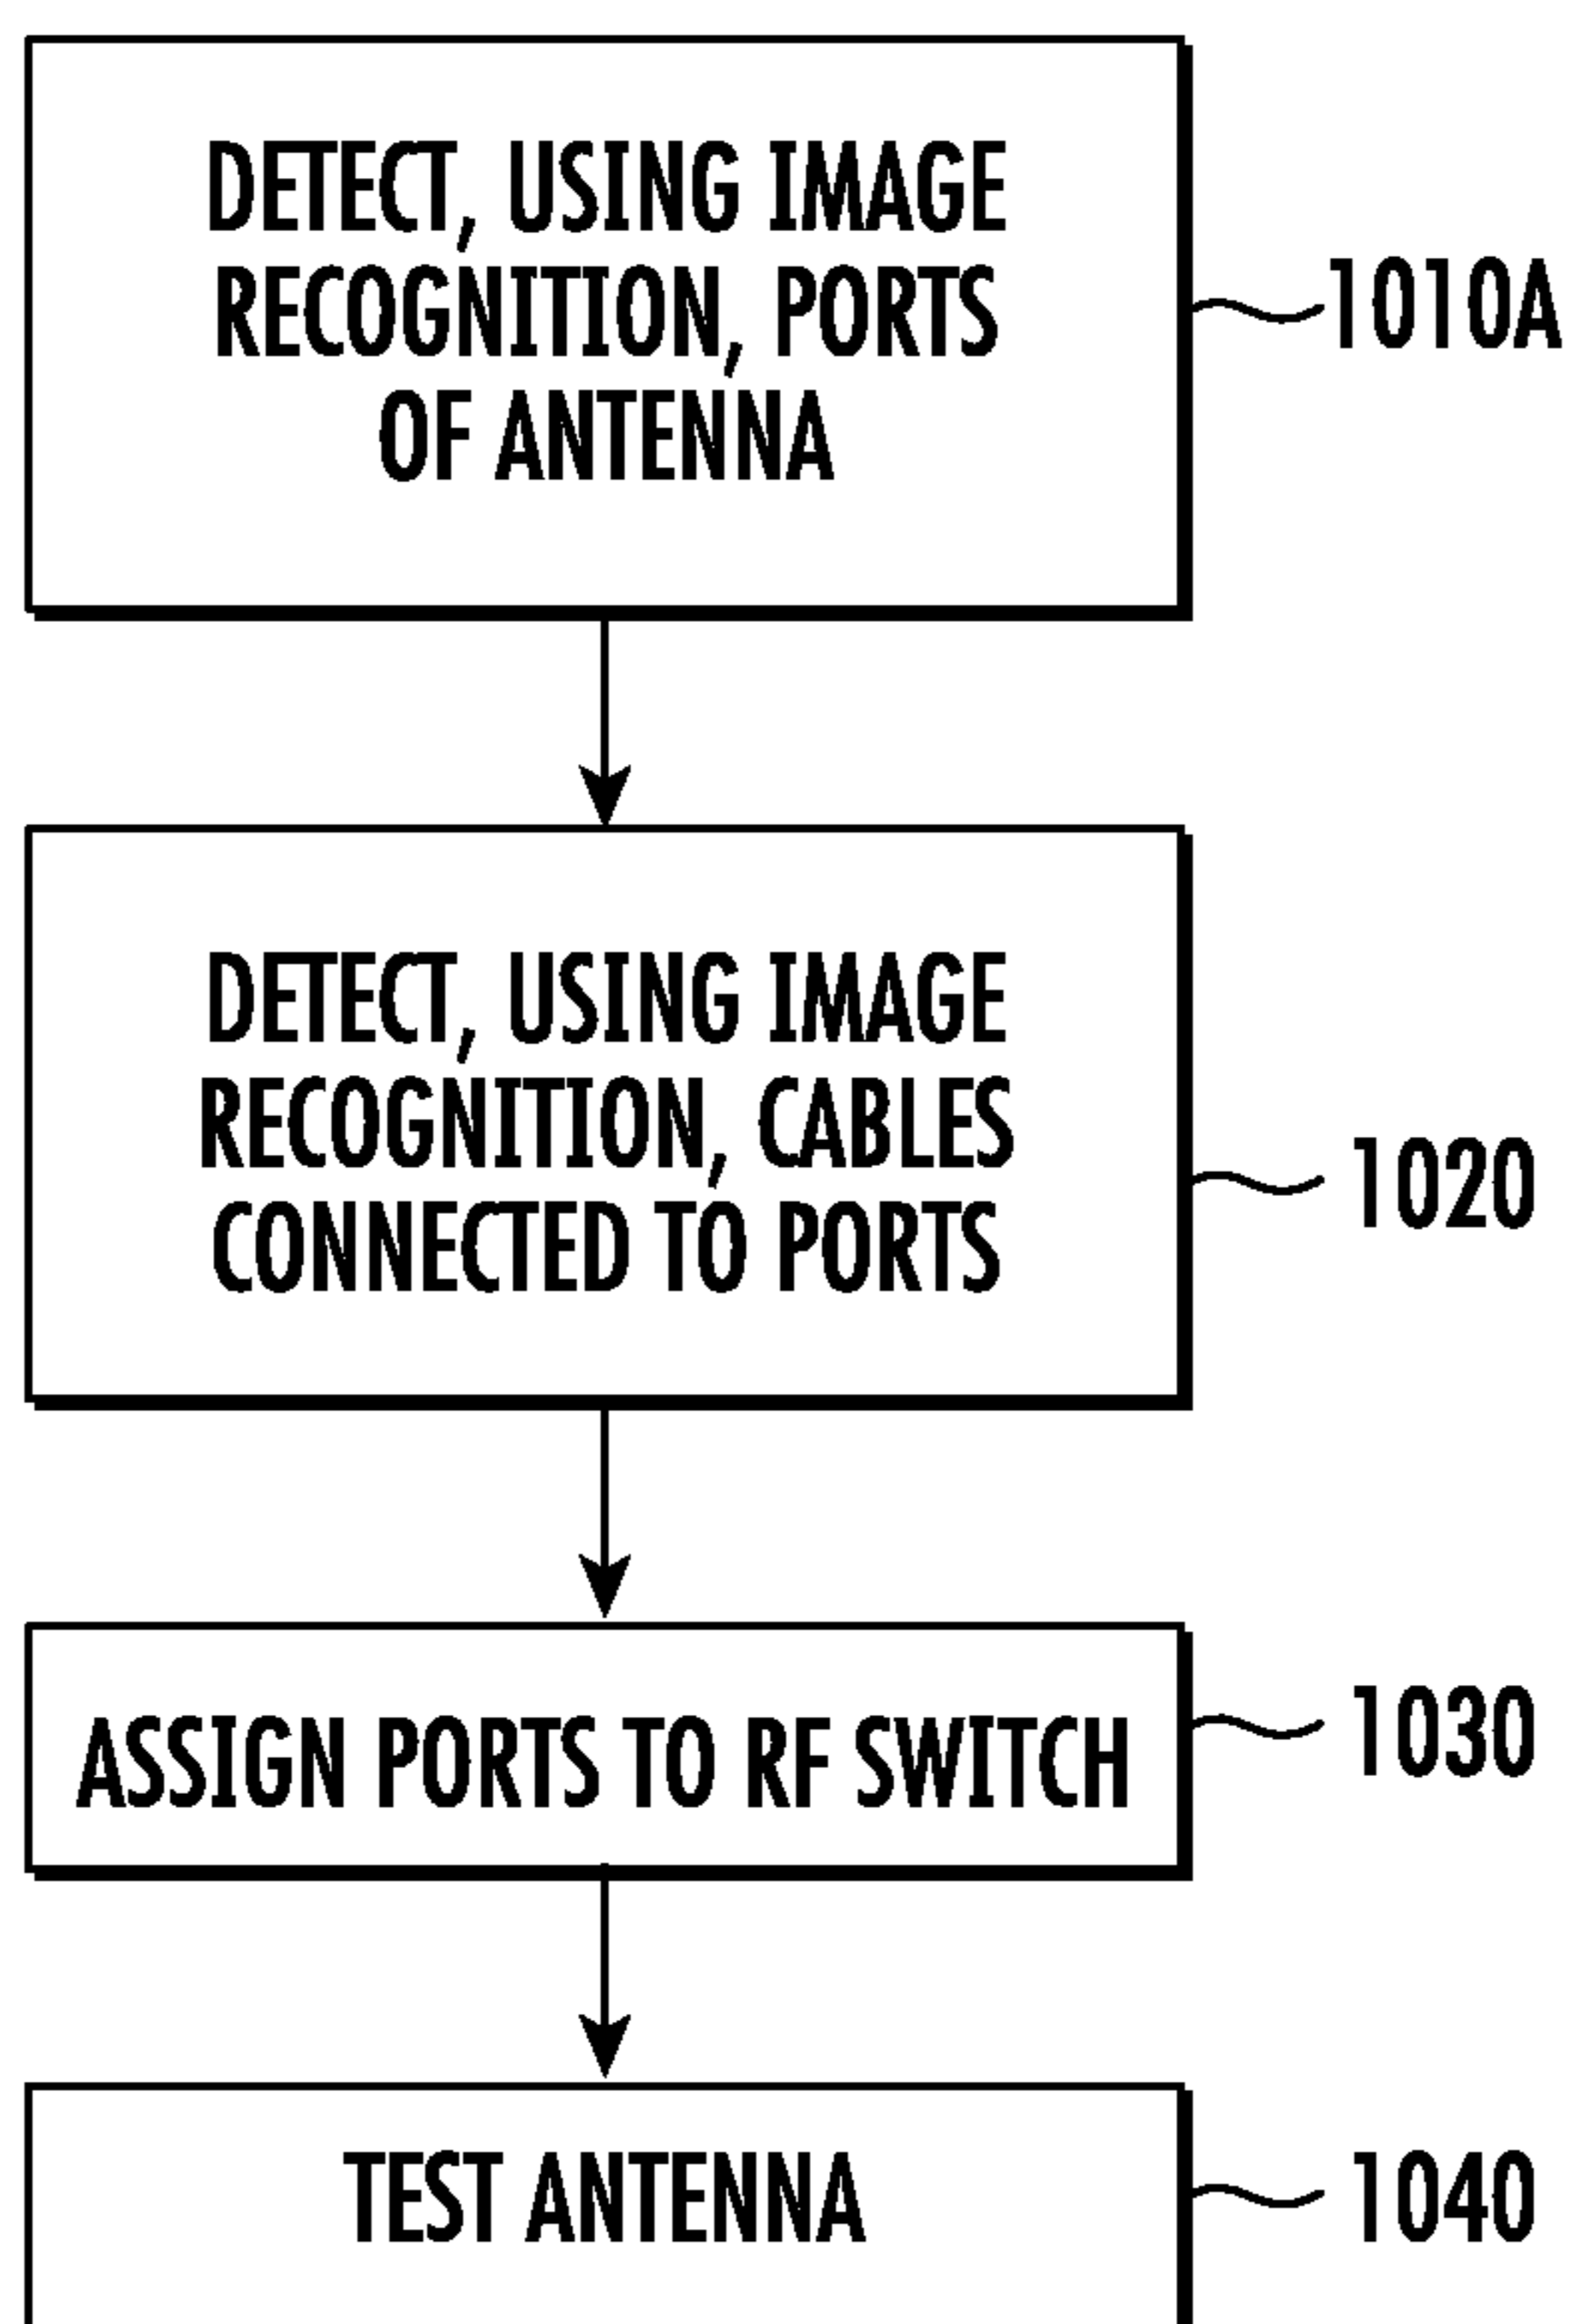 DETECT, USING IMAGE
RECOGNITION, PORTS
OF ANTENNA
1010A
DETECT, USING IMAGE
RECOGNITION, CABLES
CONNECTED TO PORTS
1020
ASSIGN PORTS TO RF SWITCH
1030
TEST ANTENNA
1040